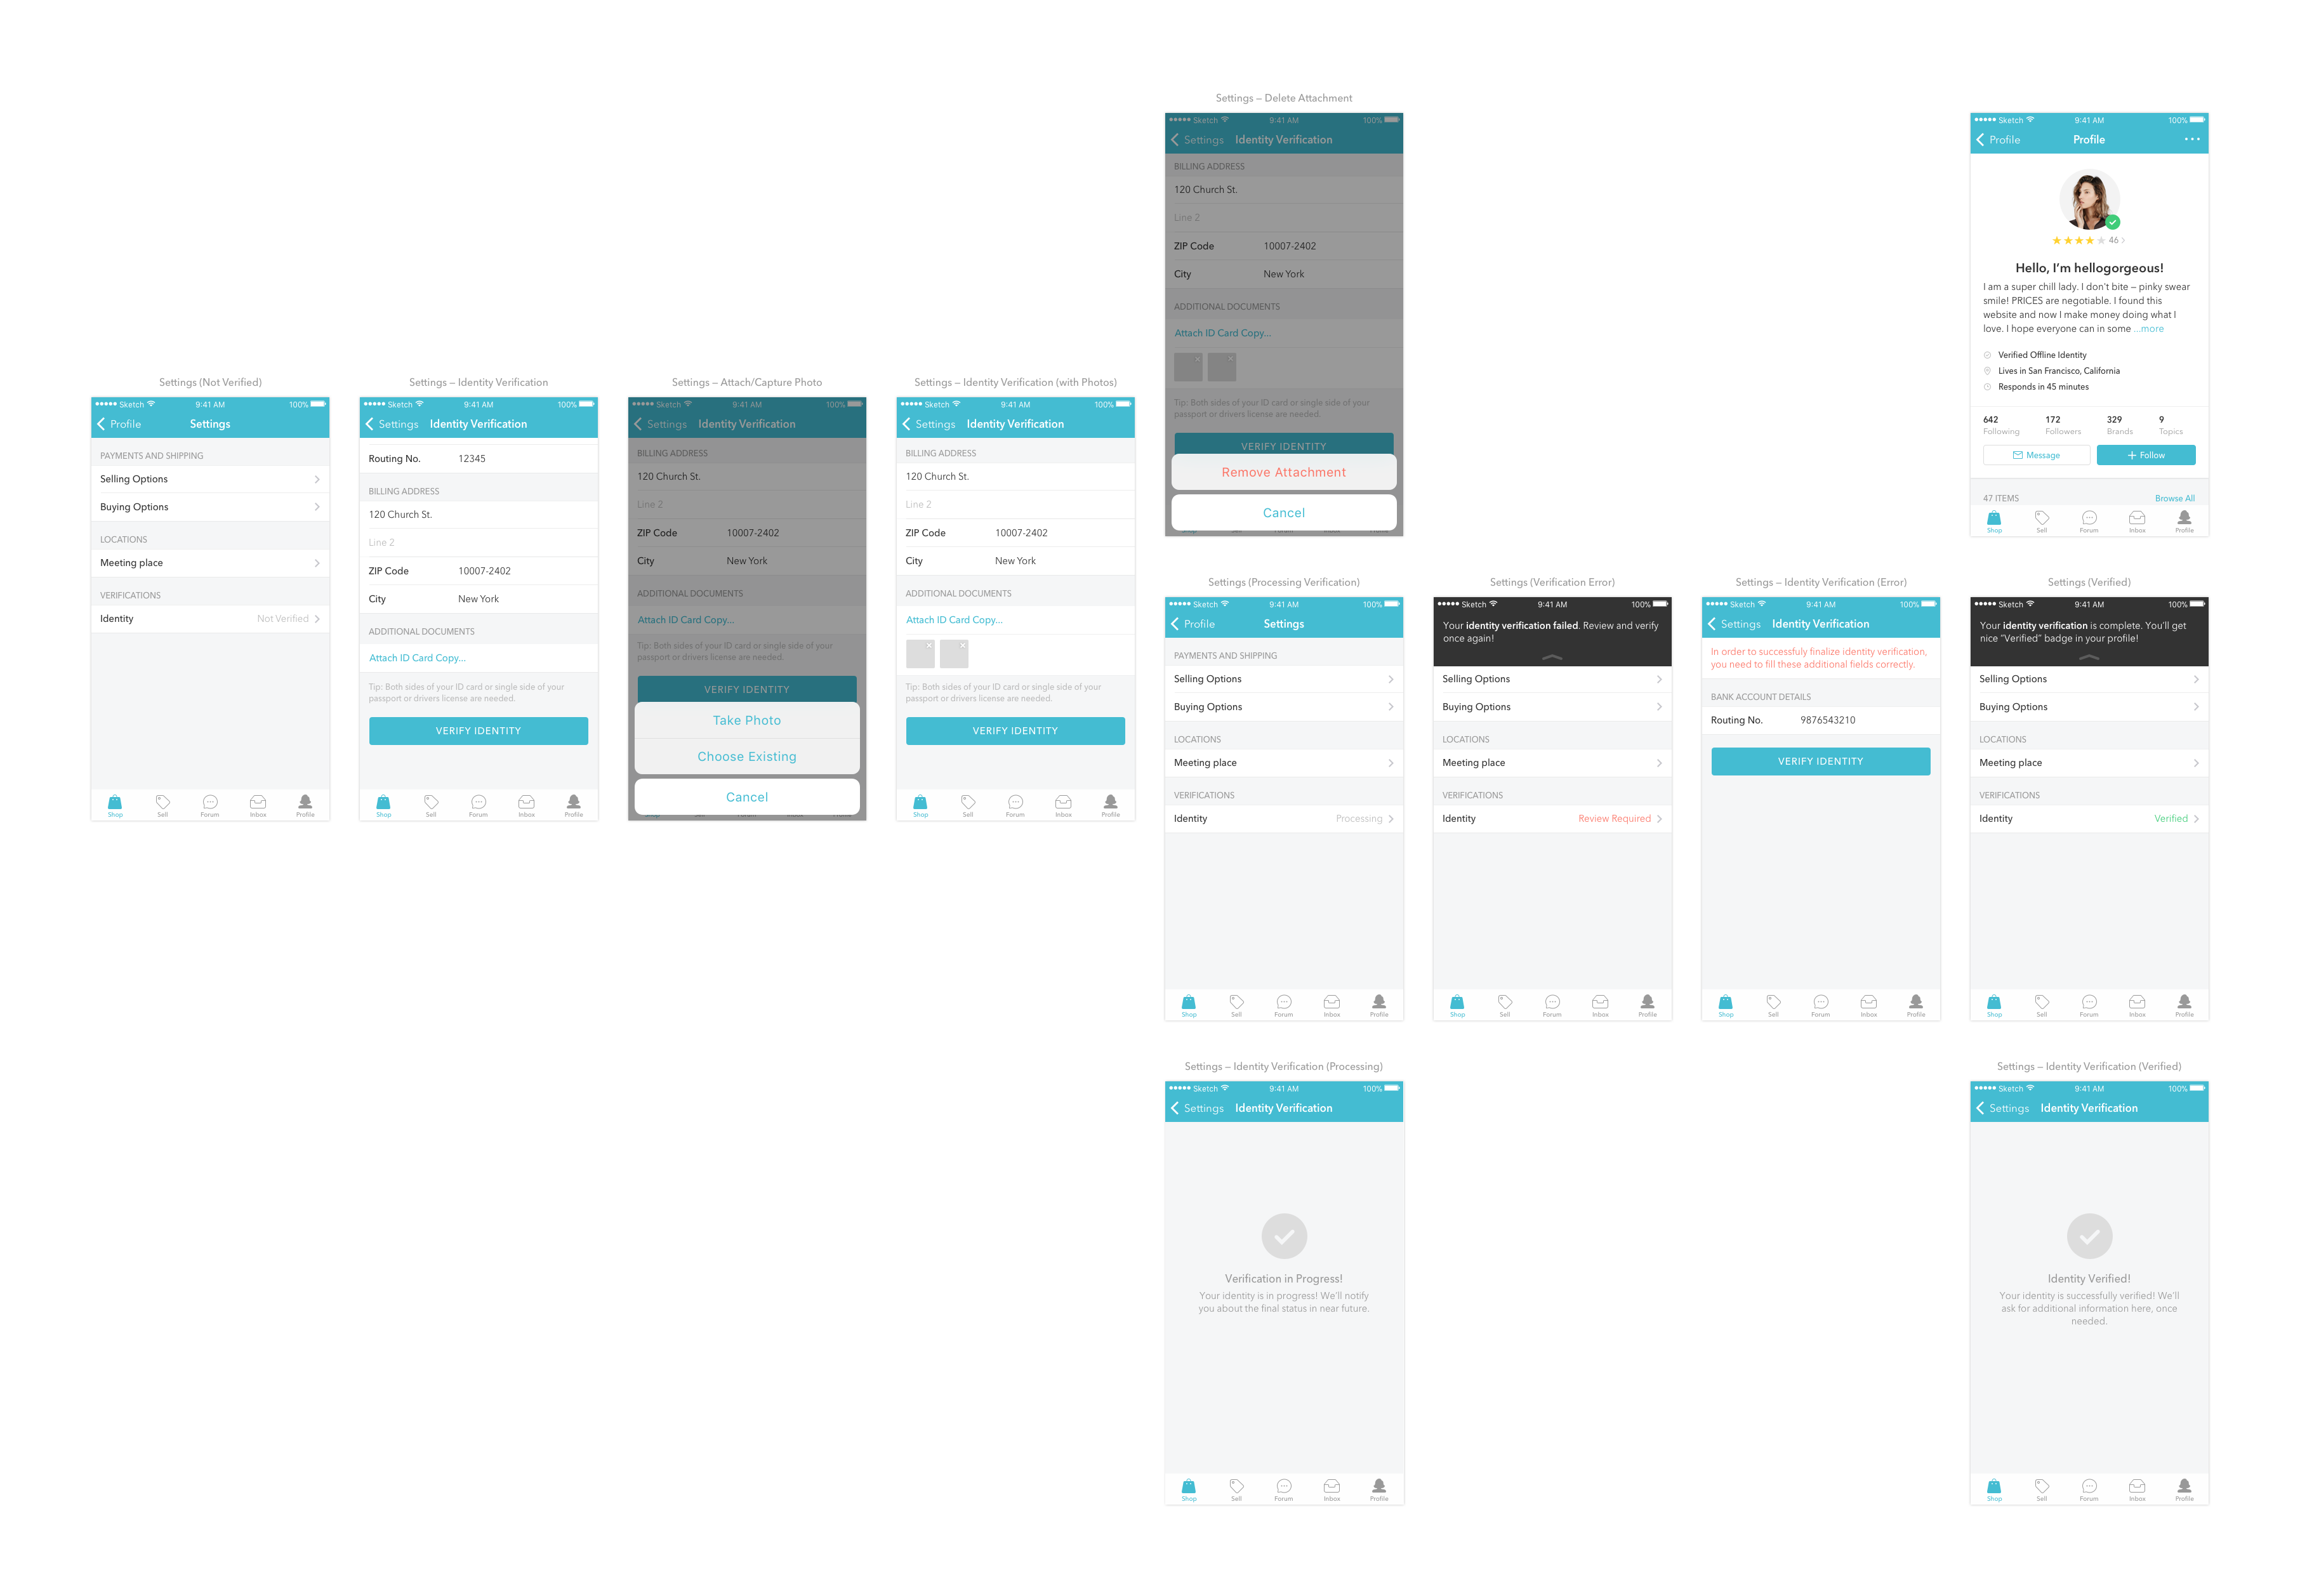 Settings – Delete Attachment
Sketch 9:41 AM 100%
Settings Identity Verification
BILLING ADDRESS
120 Church St.
Line 2
ZIP Code 10007-2402
City New York
ADDITIONAL DOCUMENTS
Attach ID Card Copy...
Tip: Both sides of your ID card or single side of your
passport or drivers license are needed.
VERIFY IDENTITY
Remove Attachment
Cancel
Sketch 9:41 AM 100%
Profile Profile
46
Hello, I'm hellogorgeous!
I am a super chill lady. I don't bite – pinky swear
smile! PRICES are negotiable. I found this
website and now I make money doing what I
love. I hope everyone can in some ...more
Verified Offline Identity
Lives in San Francisco, California
Responds in 45 minutes
642 172 329 9
Following Followers Brands Topics
Message Follow
47 ITEMS Browse All
Shop Sell Forum Inbox Profile
Settings (Not Verified)
Sketch 9:41 AM 100%
Profile Settings
PAYMENTS AND SHIPPING
Selling Options
Buying Options
LOCATIONS
Meeting place
VERIFICATIONS
Identity Not Verified
Shop Sell Forum Inbox Profile
Settings – Identity Verification
Sketch 9:41 AM 100%
Settings Identity Verification
Routing No. 12345
BILLING ADDRESS
120 Church St.
Line 2
ZIP Code 10007-2402
City New York
ADDITIONAL DOCUMENTS
Attach ID Card Copy...
Tip: Both sides of your ID card or single side of your
passport or drivers license are needed.
VERIFY IDENTITY
Shop Sell Forum Inbox Profile
Settings – Attach/Capture Photo
Sketch 9:41 AM 100%
Settings Identity Verification
BILLING ADDRESS
120 Church St.
Line 2
ZIP Code 10007-2402
City New York
ADDITIONAL DOCUMENTS
Attach ID Card Copy...
Tip: Both sides of your ID card or single side of your
passport or drivers license are needed.
VERIFY IDENTITY
Take Photo
Choose Existing
Cancel
Settings – Identity Verification (with Photos)
Sketch 9:41 AM 100%
Settings Identity Verification
BILLING ADDRESS
120 Church St.
Line 2
ZIP Code 10007-2402
City New York
ADDITIONAL DOCUMENTS
Attach ID Card Copy...
Tip: Both sides of your ID card or single side of your
passport or drivers license are needed.
VERIFY IDENTITY
Shop Sell Forum Inbox Profile
Settings (Processing Verification)
Sketch 9:41 AM 100%
Profile Settings
PAYMENTS AND SHIPPING
Selling Options
Buying Options
LOCATIONS
Meeting place
VERIFICATIONS
Identity Processing
Shop Sell Forum Inbox Profile
Settings (Verification Error)
Sketch 9:41 AM 100%
Your identity verification failed. Review and verify
once again!
Selling Options
Buying Options
LOCATIONS
Meeting place
VERIFICATIONS
Identity Review Required
Shop Sell Forum Inbox Profile
Settings – Identity Verification (Error)
Sketch 9:41 AM 100%
Settings Identity Verification
In order to successfuly finalize identity verification,
you need to fill these additional fields correctly.
BANK ACCOUNT DETAILS
Routing No. 9876543210
VERIFY IDENTITY
Shop Sell Forum Inbox Profile
Settings (Verified)
Sketch 9:41 AM 100%
Your identity verification is complete. You'll get
nice "Verified" badge in your profile!
Selling Options
Buying Options
LOCATIONS
Meeting place
VERIFICATIONS
Identity Verified
Shop Sell Forum Inbox Profile
Settings – Identity Verification (Processing)
Sketch 9:41 AM 100%
Settings Identity Verification
Verification in Progress!
Your identity is in progress! We'll notify
you about the final status in near future.
Shop Sell Forum Inbox Profile
Settings – Identity Verification (Verified)
Sketch 9:41 AM 100%
Settings Identity Verification
Identity Verified!
Your identity is successfully verified! We'll
ask for additional information here, once
needed.
Shop Sell Forum Inbox Profile